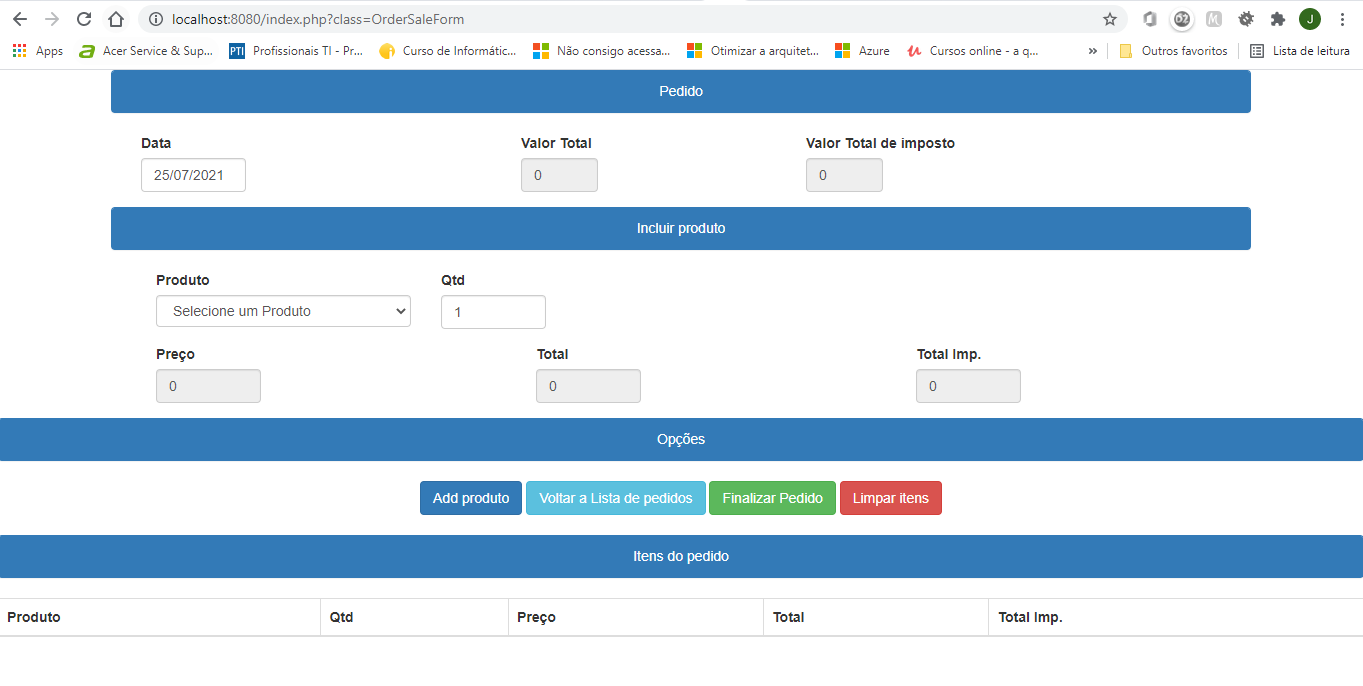 localhost:8080/index.php?class=OrderSaleForm
J
Apps
Acer Service & Sup...
PTI Profissionais TI - Pr...
Curso de Informátic...
Não consigo acessa...
Otimizar a arquitet...
Azure
Cursos online - a q...
»
Outros favoritos
Lista de leitura
Pedido
Data Valor Total Valor Total de imposto
25/07/2021 0 0
Incluir produto
Produto Qtd
Selecione um Produto 1
Preço Total Total Imp.
0 0 0
Opções
Add produto Voltar a Lista de pedidos Finalizar Pedido Limpar itens
Itens do pedido
Produto Qtd Preço Total Total Imp.